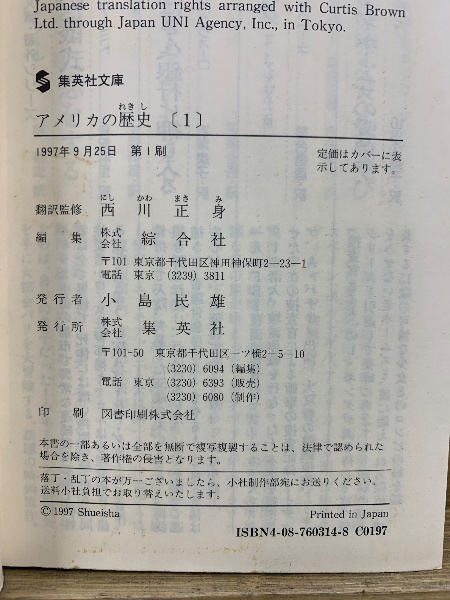 Japanese translation rights arranged with Curtis Brown
Ltd. through Japan UNI Agency, Inc., in Tokyo.
集英社文庫
れきし
アメリカの歴史〔1〕
1997年9月25日 第1刷
定価はカバーに表
示してあります。
にし かわ まさ み
翻訳監修 西川正身
編集 株式会社 綜合社
〒101 東京都千代田区神田神保町2-23-1
電話 東京 (3239) 3811
発行者 小島民雄
発行所 株式会社 集英社
〒101-50 東京都千代田区一ツ橋2-5-10
(3230) 6094 (編集)
電話 東京 (3230) 6393 (販売)
(3230) 6080 (制作)
印刷 図書印刷株式会社
本書の一部あるいは全部を無断で複写複製することは、法律で認められた
場合を除き、著作権の侵害となります。
落丁・乱丁の本が万一ございましたら、小社制作部宛にお送りください。
送料小社負担でお取り替えいたします。
© 1997 Shueisha
Printed in Japan
ISBN4-08-760314-8 C0197